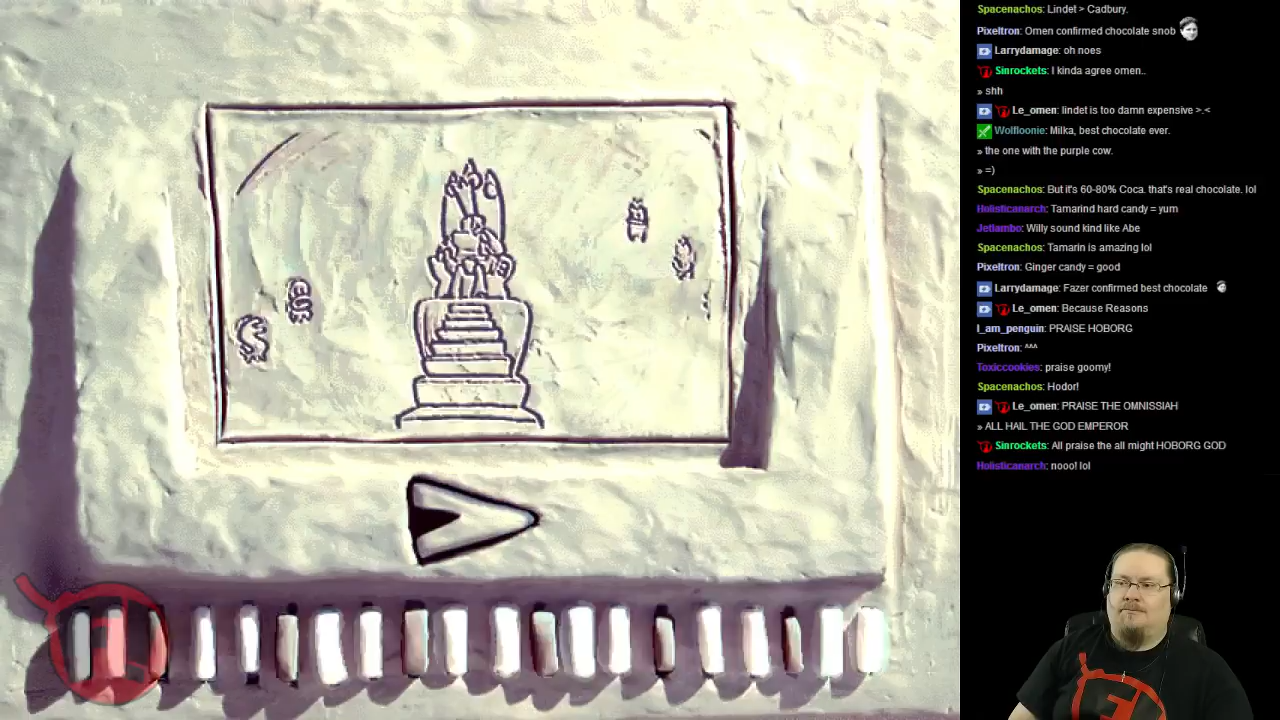 Spacenachos: Lindet > Cadbury.
Pixeltron: Omen confirmed chocolate snob
Larrydamage: oh noes
Sinrockets: I kinda agree omen..
» shh
Le_omen: lindet is too damn expensive >.<
Wolfloonie: Milka, best chocolate ever.
» the one with the purple cow.
» =)
Spacenachos: But it's 60-80% Coca. that's real chocolate. lol
Holisticanarch: Tamarind hard candy = yum
Jetlambo: Willy sound kind like Abe
Spacenachos: Tamarin is amazing lol
Pixeltron: Ginger candy = good
Larrydamage: Fazer confirmed best chocolate
Le_omen: Because Reasons
I_am_penguin: PRAISE HOBORG
Pixeltron: ^^^
Toxiccookies: praise goomy!
Spacenachos: Hodor!
Le_omen: PRAISE THE OMNISSIAH
» ALL HAIL THE GOD EMPEROR
Sinrockets: All praise the all might HOBORG GOD
Holisticanarch: nooo! lol